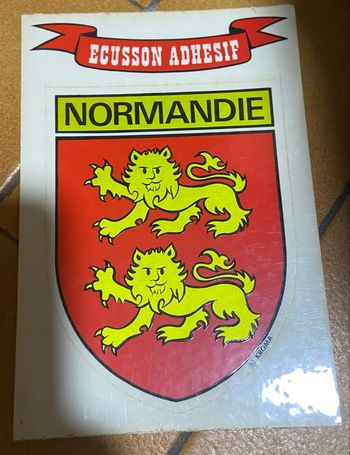 ECUSSON ADHESIF
NORMANDIE
© KROMA